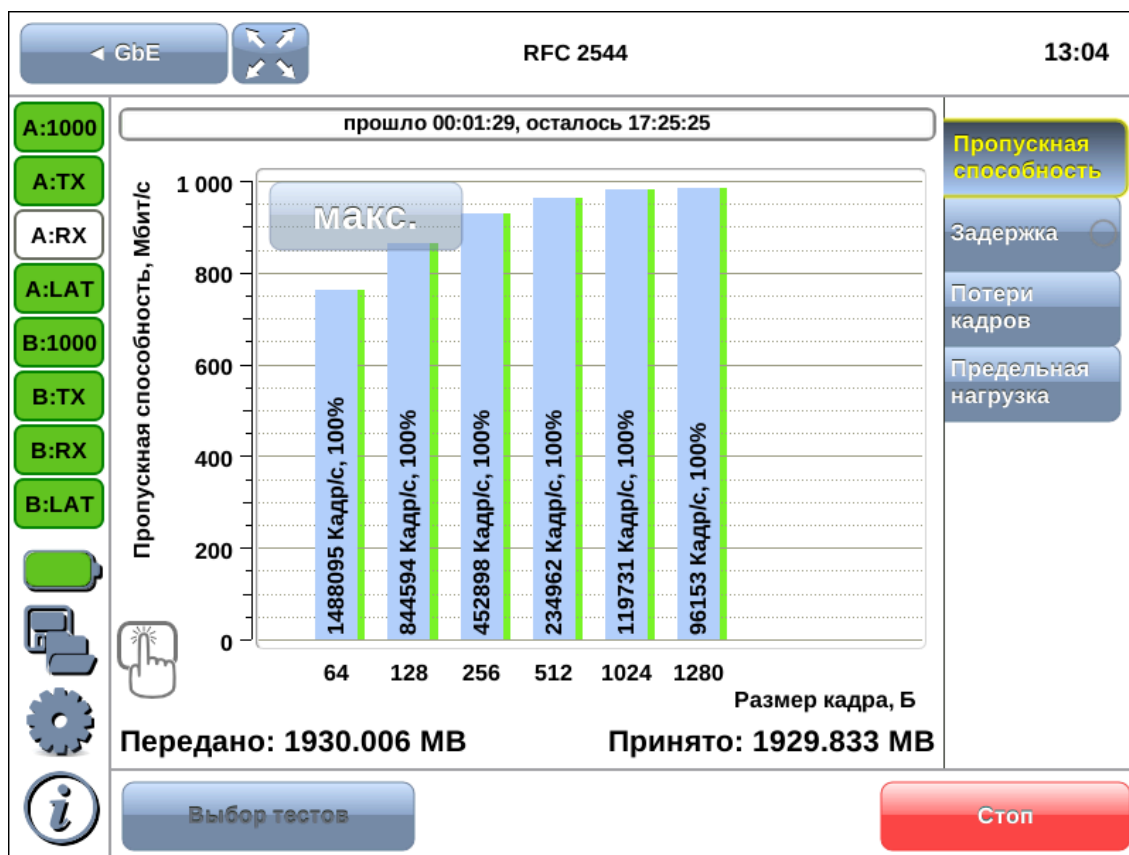 ◄ GbE
RFC 2544
13:04
A:1000
A:TX
A:RX
A:LAT
B:1000
B:TX
B:RX
B:LAT
прошло 00:01:29, осталось 17:25:25
Пропускная способность, Мбит/с
1 000
800
600
400
200
0
макс.
1488095 Кадр/с, 100%
844594 Кадр/с, 100%
452898 Кадр/с, 100%
234962 Кадр/с, 100%
119731 Кадр/с, 100%
96153 Кадр/с, 100%
64 128 256 512 1024 1280
Размер кадра, Б
Передано: 1930.006 MB
Принято: 1929.833 MB
Пропускная
способность
Задержка
Потери
кадров
Предельная
нагрузка
i
Выбор тестов
Стоп